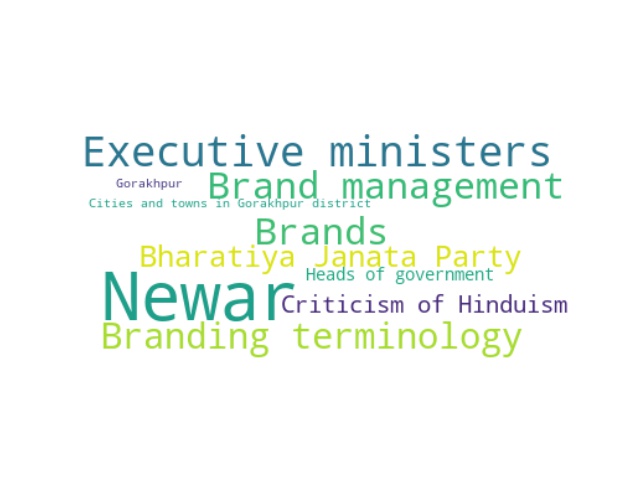 Executive ministers
Gorakhpur
Brand management
Cities and towns in Gorakhpur district
Brands
Bharatiya Janata Party
Heads of government
Newar
Criticism of Hinduism
Branding terminology